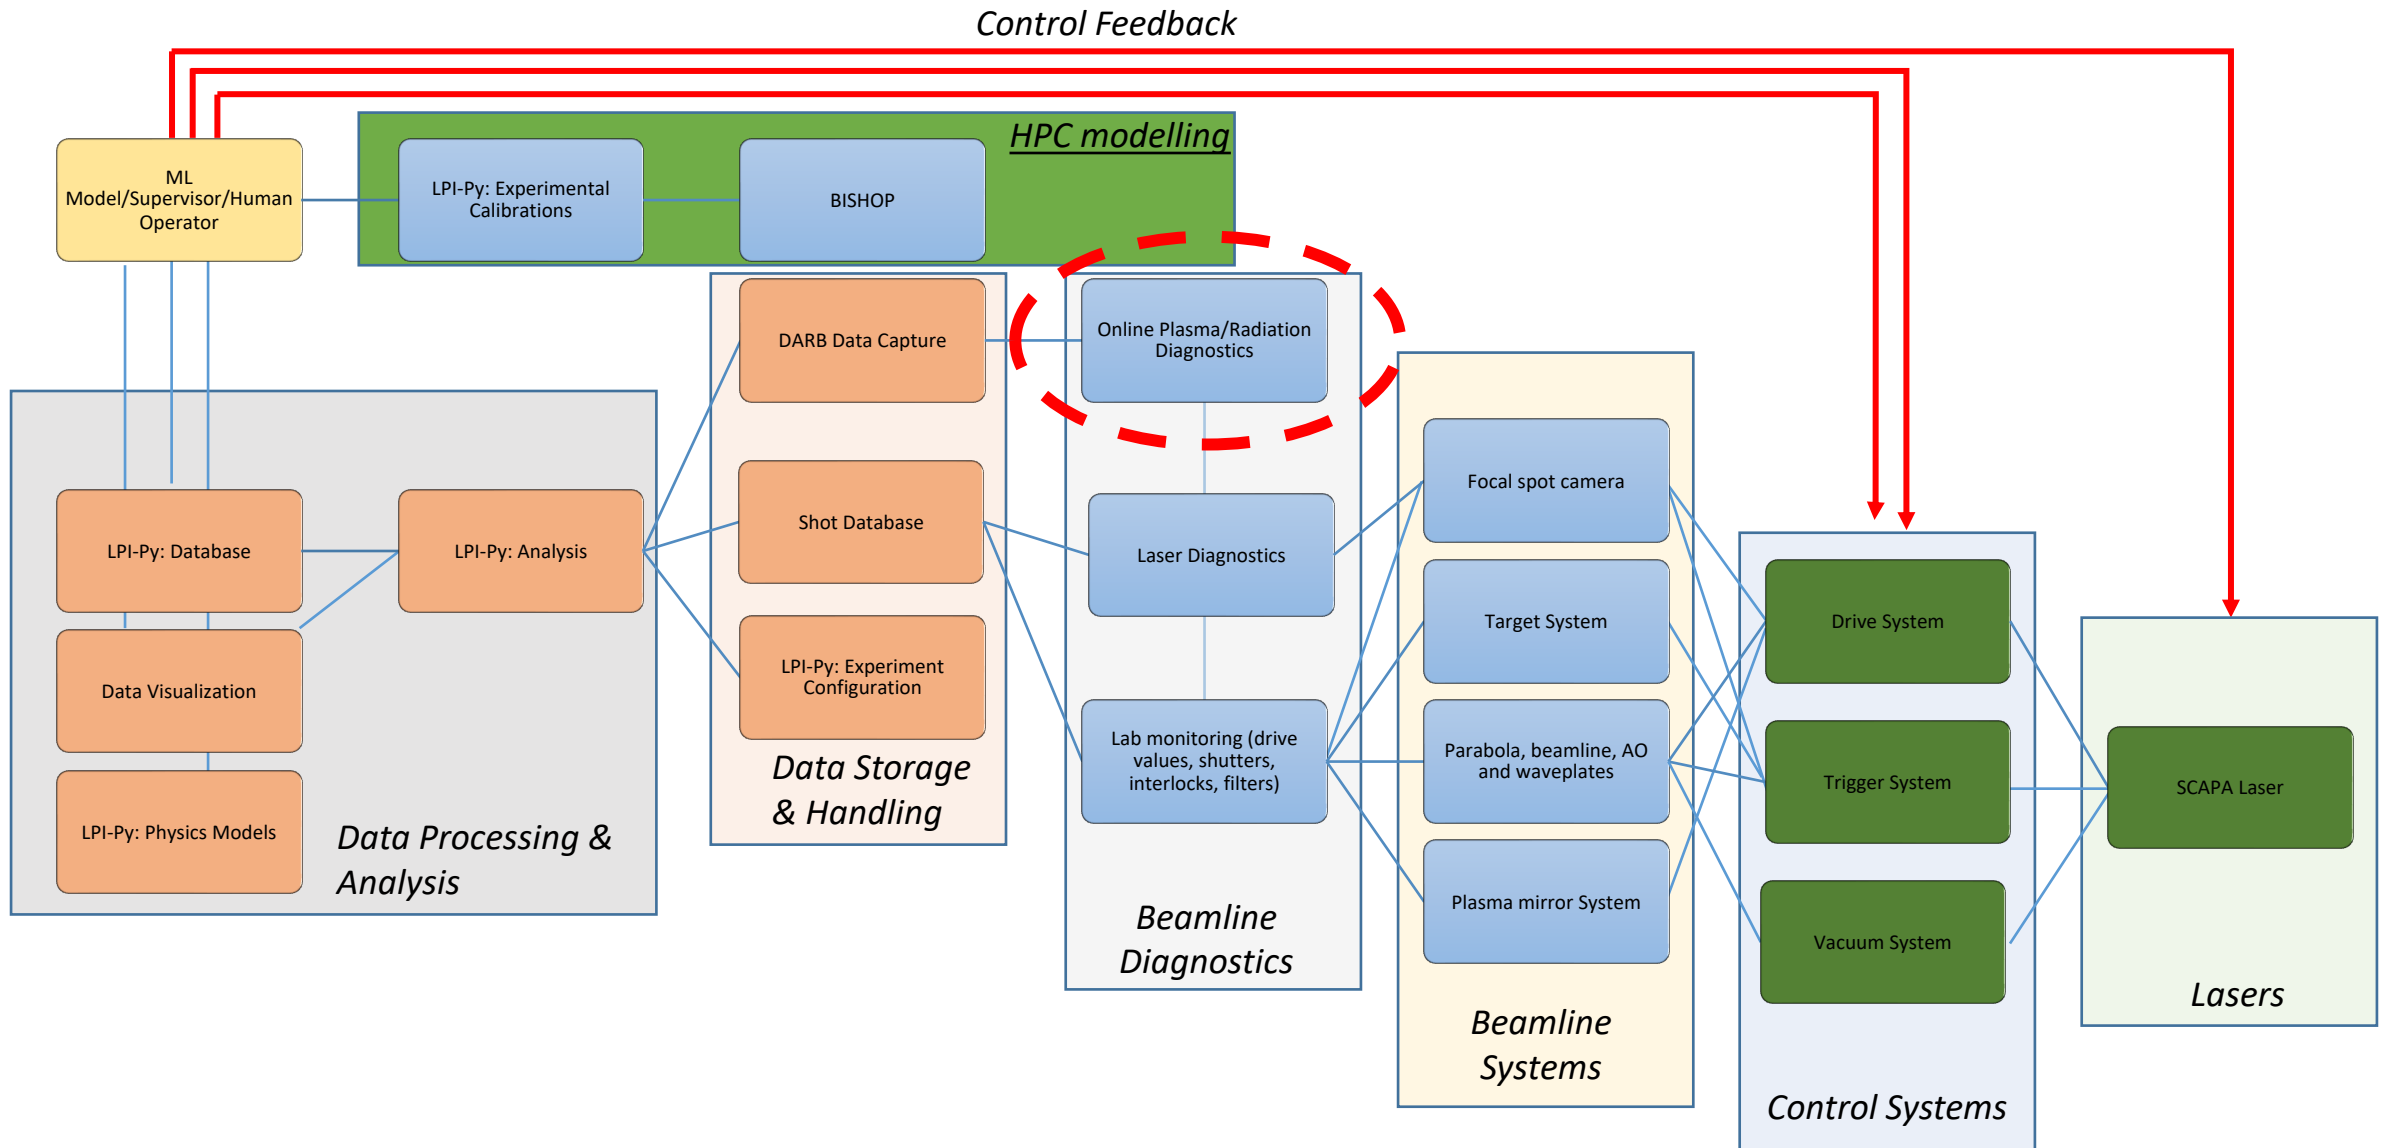 Control Feedback
HPC modelling
ML
Model/Supervisor/Human
Operator
LPI-Py: Experimental
Calibrations
BISHOP
DARB Data Capture
Online Plasma/Radiation
Diagnostics
Focal spot camera
Shot Database
LPI-Py: Database
LPI-Py: Analysis
Laser Diagnostics
Target System
Drive System
LPI-Py: Experiment
Configuration
Data Visualization
Lab monitoring (drive
values, shutters,
interlocks, filters)
Parabola, beamline, AO
and waveplates
Trigger System
SCAPA Laser
Data Storage
& Handling
LPI-Py: Physics Models
Data Processing &
Analysis
Plasma mirror System
Vacuum System
Beamline
Diagnostics
Lasers
Beamline
Systems
Control Systems